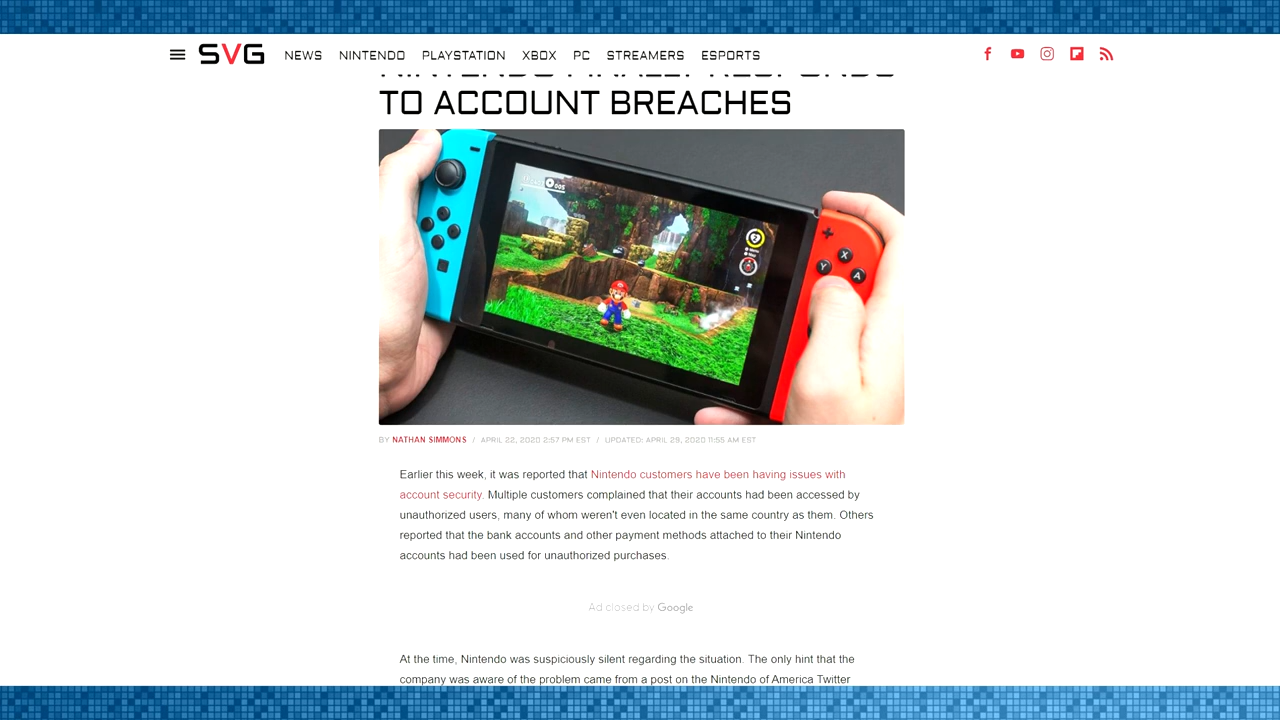 SVG NEWS NINTENDO PLAYSTATION XBOX PC STREAMERS ESPORTS
NINTENDO FINALLY RESPONDS
TO ACCOUNT BREACHES
005
Y X A
BY NATHAN SIMMONS / APRIL 22, 2020 2:57 PM EST / UPDATED: APRIL 29, 2020 11:55 AM EST
Earlier this week, it was reported that Nintendo customers have been having issues with
account security. Multiple customers complained that their accounts had been accessed by
unauthorized users, many of whom weren't even located in the same country as them. Others
reported that the bank accounts and other payment methods attached to their Nintendo
accounts had been used for unauthorized purchases.
Ad closed by Google
At the time, Nintendo was suspiciously silent regarding the situation. The only hint that the
company was aware of the problem came from a post on the Nintendo of America Twitter